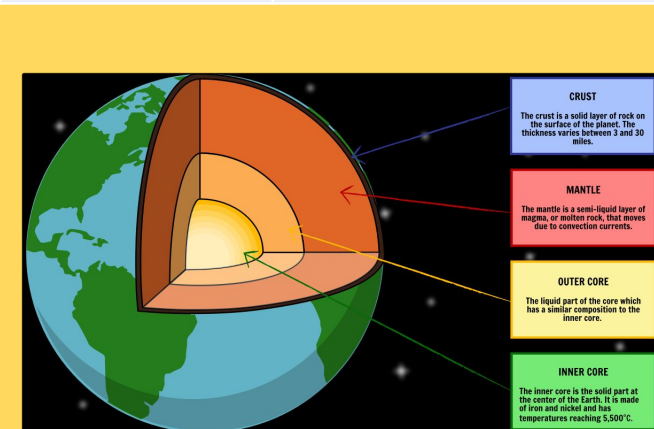 CRUST
The crust is a solid layer of rock on
the surface of the planet. The
thickness varies between 3 and 30
miles.
MANTLE
The mantle is a semi-liquid layer of
magma, or molten rock, that moves
due to convection currents.
OUTER CORE
The liquid part of the core which
has a similar composition to the
inner core.
INNER CORE
The inner core is the solid part at
the center of the Earth. It is made
of iron and nickel and has
temperatures reaching 5,500°C.